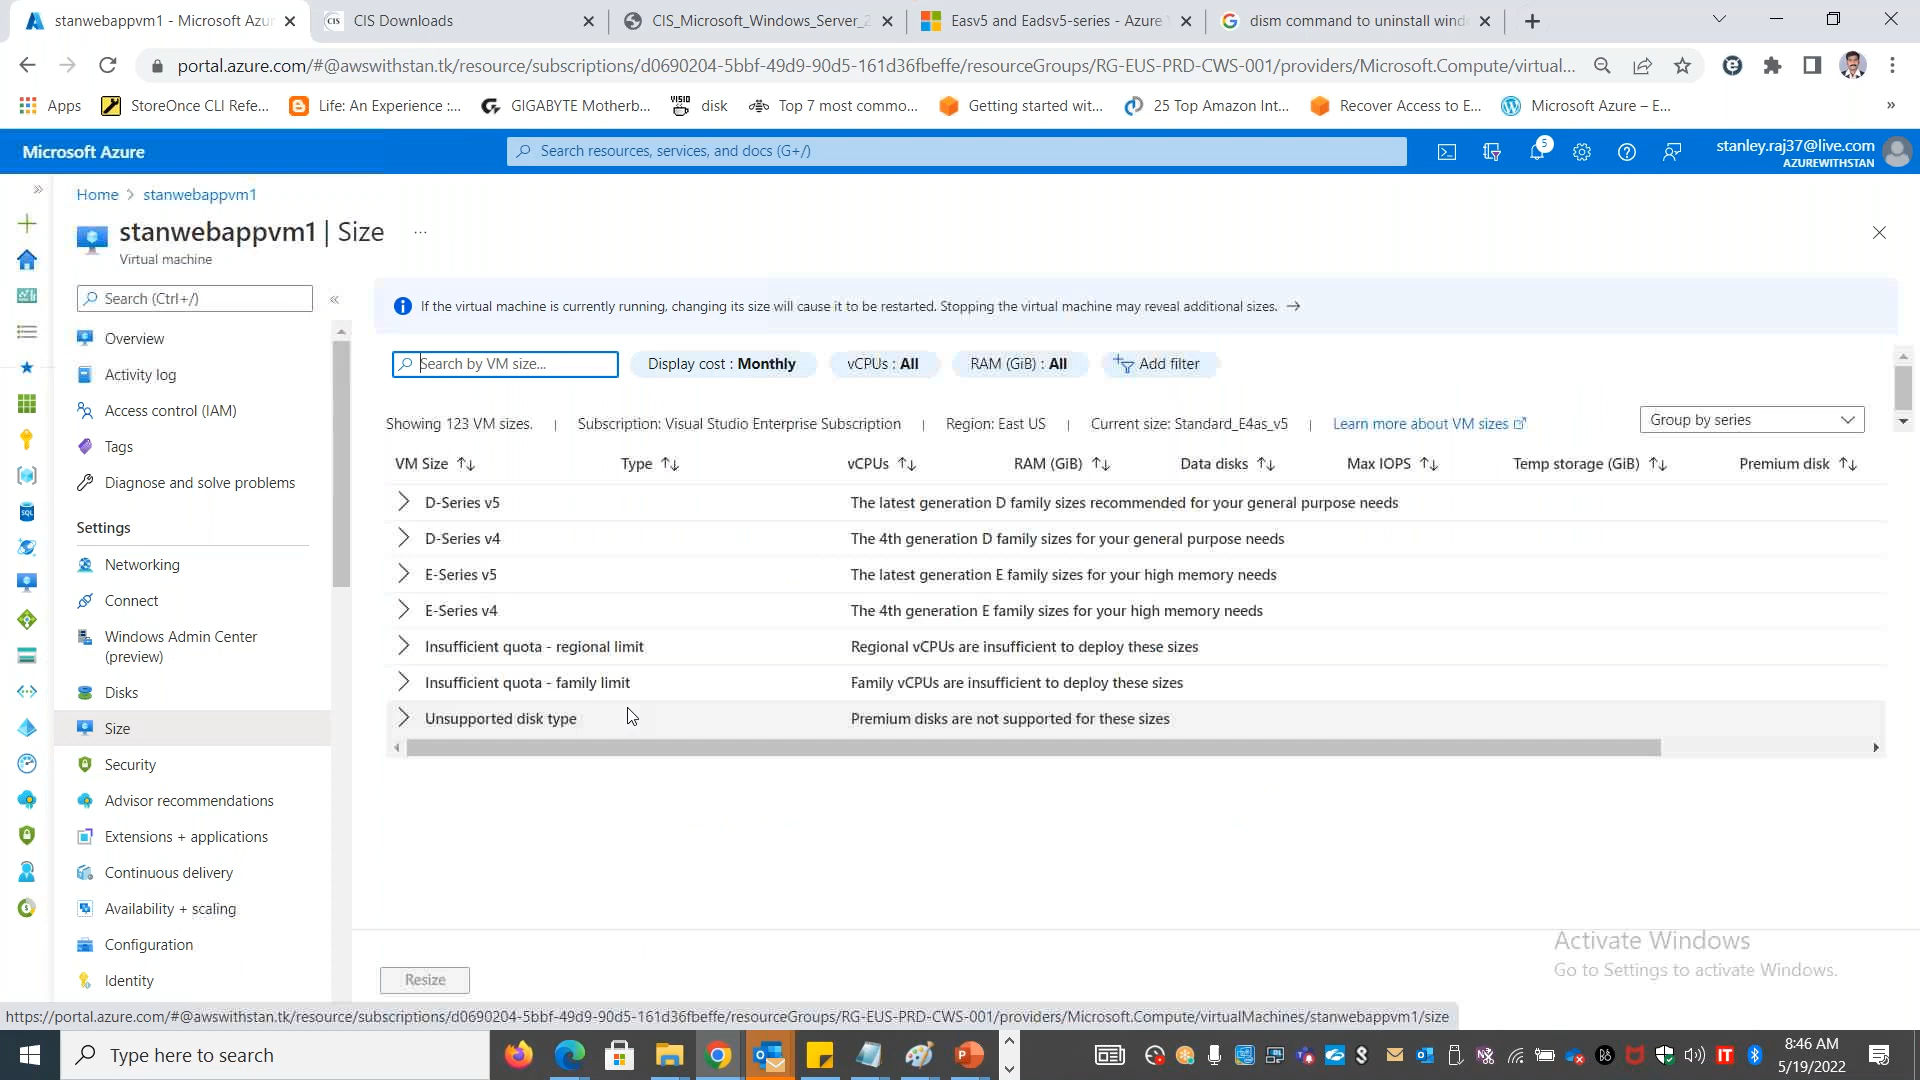 stanwebappvm1 - Microsoft Azur
CIS CIS Downloads
CIS_Microsoft_Windows_Server_2
Easv5 and Eadsv5-series - Azure V
dism command to uninstall wind
portal.azure.com/#@awswithstan.tk/resource/subscriptions/d0690204-5bbf-49d9-90d5-161d36fbeffe/resourceGroups/RG-EUS-PRD-CWS-001/providers/Microsoft.Compute/virtual...
Apps
StoreOnce CLI Refe...
Life: An Experience :...
GIGABYTE Motherb...
VISIO disk
Top 7 most commo...
Getting started wit...
25 Top Amazon Int...
Recover Access to E...
Microsoft Azure – E...
»
Microsoft Azure
Search resources, services, and docs (G+/)
5
stanley.raj37@live.com
AZUREWITHSTAN
Home > stanwebappvm1
stanwebappvm1 | Size ...
Virtual machine
Search (Ctrl+/)
«
Overview
Activity log
Access control (IAM)
Tags
Diagnose and solve problems
Settings
Networking
Connect
Windows Admin Center
(preview)
Disks
Size
Security
Advisor recommendations
Extensions + applications
Continuous delivery
Availability + scaling
Configuration
Identity
If the virtual machine is currently running, changing its size will cause it to be restarted. Stopping the virtual machine may reveal additional sizes. →
Search by VM size...
Display cost : Monthly
vCPUs : All
RAM (GiB) : All
Add filter
Showing 123 VM sizes. | Subscription: Visual Studio Enterprise Subscription | Region: East US | Current size: Standard_E4as_v5 | Learn more about VM sizes
Group by series
VM Size ↑↓ Type ↑↓ vCPUs ↑↓ RAM (GiB) ↑↓ Data disks ↑↓ Max IOPS ↑↓ Temp storage (GiB) ↑↓ Premium disk ↑↓
D-Series v5 The latest generation D family sizes recommended for your general purpose needs
D-Series v4 The 4th generation D family sizes for your general purpose needs
E-Series v5 The latest generation E family sizes for your high memory needs
E-Series v4 The 4th generation E family sizes for your high memory needs
Insufficient quota - regional limit Regional vCPUs are insufficient to deploy these sizes
Insufficient quota - family limit Family vCPUs are insufficient to deploy these sizes
Unsupported disk type Premium disks are not supported for these sizes
Resize
Activate Windows
Go to Settings to activate Windows.
https://portal.azure.com/#@awswithstan.tk/resource/subscriptions/d0690204-5bbf-49d9-90d5-161d36fbeffe/resourceGroups/RG-EUS-PRD-CWS-001/providers/Microsoft.Compute/virtualMachines/stanwebappvm1/size
Type here to search
8:46 AM
5/19/2022